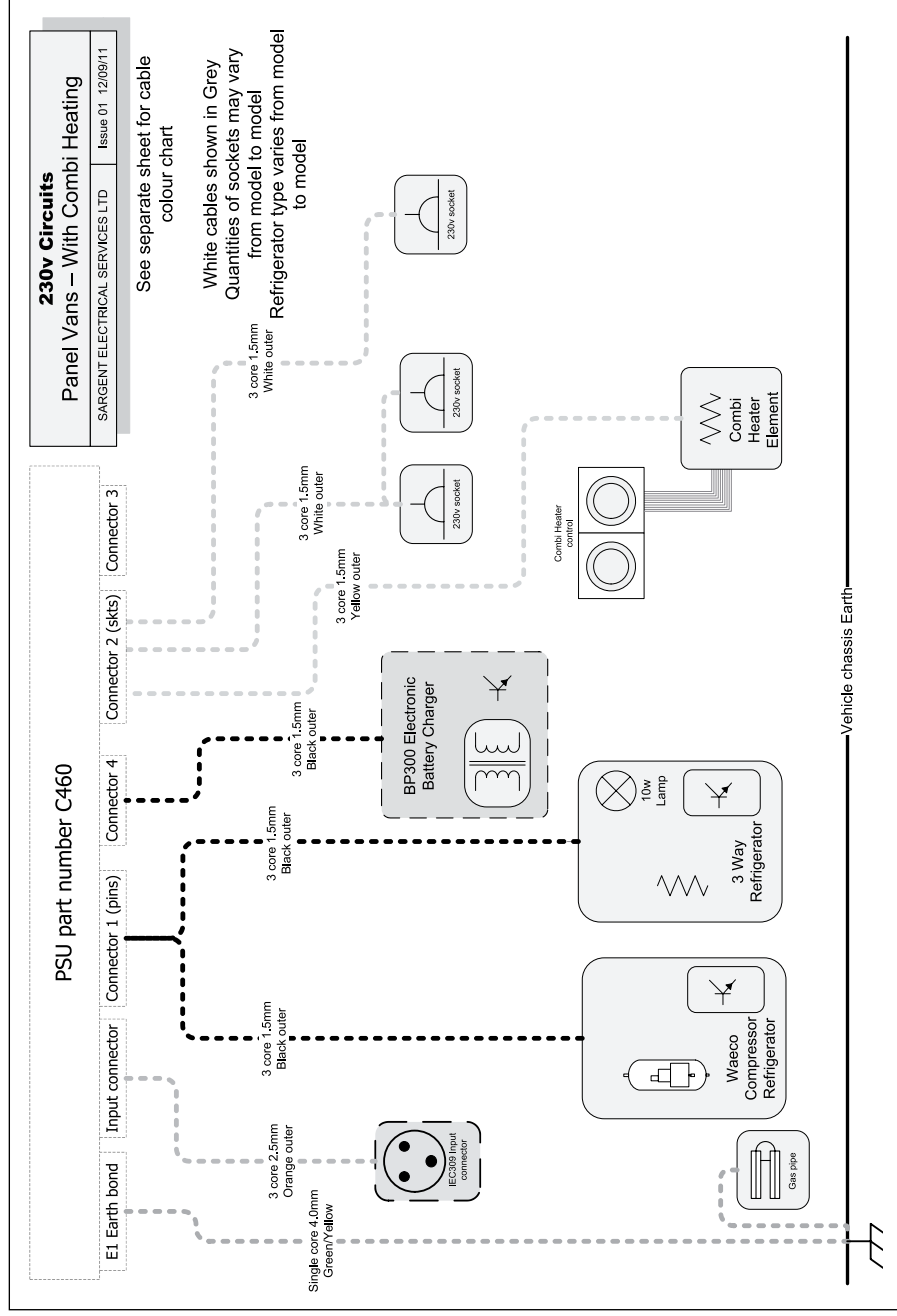 230v Circuits
Panel Vans – With Combi Heating
SARGENT ELECTRICAL SERVICES LTD
Issue 01 12/09/11
See separate sheet for cable
colour chart
White cables shown in Grey
Quantities of sockets may vary
from model to model
Refrigerator type varies from model
to model
PSU part number C460
E1 Earth bond
Input connector
Connector 1 (pins)
Connector 4
Connector 2 (skts)
Connector 3
Single core 4.0mm
Green/Yellow
3 core 2.5mm
Orange outer
3 core 1.5mm
Black outer
3 core 1.5mm
Black outer
3 core 1.5mm
Black outer
3 core 1.5mm
Yellow outer
3 core 1.5mm
White outer
3 core 1.5mm
White outer
IEC309 Input
connector
BP300 Electronic
Battery Charger
230v socket
230v socket
230v socket
Gas pipe
Waeco
Compressor
Refrigerator
3 Way
Refrigerator
10w
Lamp
Combi Heater
control
Combi
Heater
Element
Vehicle chassis Earth